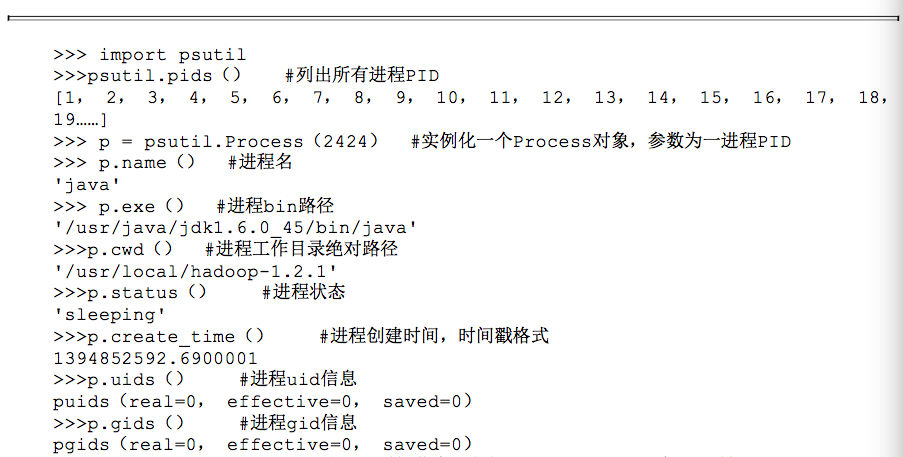 >>> import psutil
>>>psutil.pids（） #列出所有进程PID
[1， 2， 3， 4， 5， 6， 7， 8， 9， 10， 11， 12， 13， 14， 15， 16， 17， 18，
19……]
>>> p = psutil.Process（2424） #实例化一个Process对象，参数为一进程PID
>>> p.name（） #进程名
'java'
>>> p.exe（） #进程bin路径
'/usr/java/jdk1.6.0_45/bin/java'
>>>p.cwd（） #进程工作目录绝对路径
'/usr/local/hadoop-1.2.1'
>>>p.status（） #进程状态
'sleeping'
>>>p.create_time（） #进程创建时间，时间戳格式
1394852592.6900001
>>>p.uids（） #进程uid信息
puids（real=0， effective=0， saved=0）
>>>p.gids（） #进程gid信息
pgids（real=0， effective=0， saved=0）